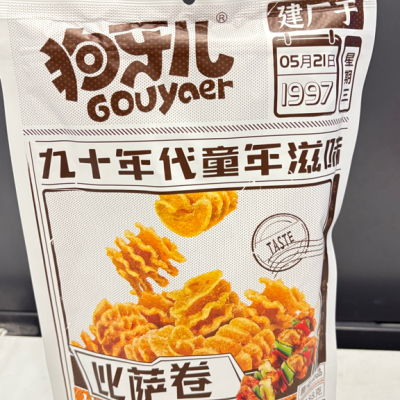 狗牙儿®
GOUyaer
建厂于
05月21日
1997
星期三
九十年代童年滋味
TASTE
比萨卷